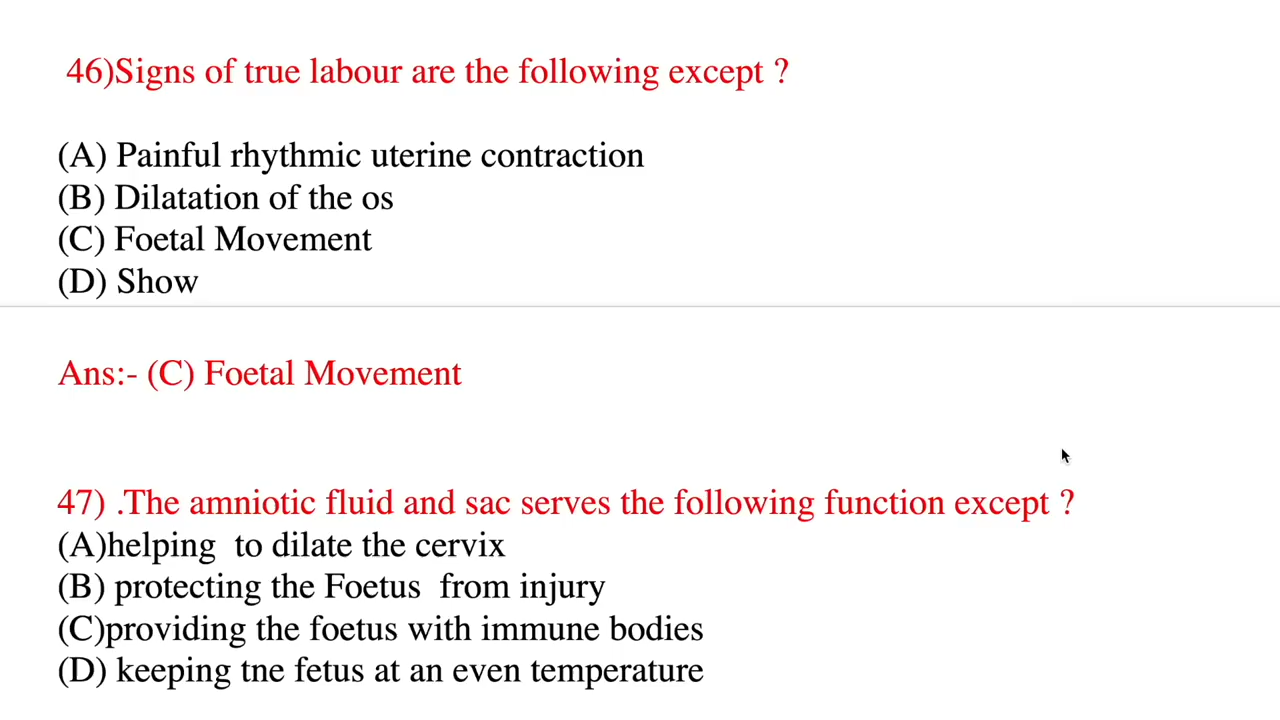 46)Signs of true labour are the following except ?
(A) Painful rhythmic uterine contraction
(B) Dilatation of the os
(C) Foetal Movement
(D) Show
Ans:- (C) Foetal Movement
47) .The amniotic fluid and sac serves the following function except ?
(A)helping to dilate the cervix
(B) protecting the Foetus from injury
(C)providing the foetus with immune bodies
(D) keeping tne fetus at an even temperature